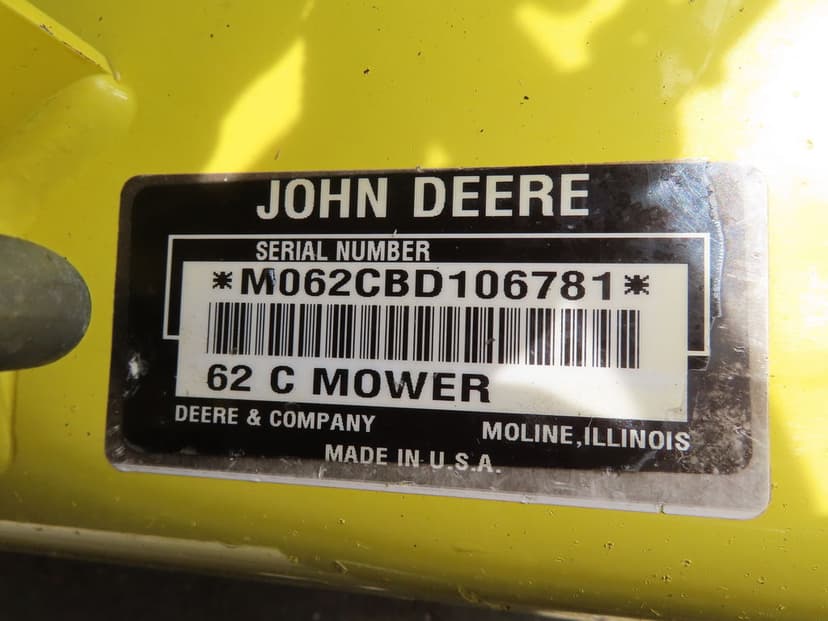 JOHN DEERE
SERIAL NUMBER
*M062CBD106781*
62 C MOWER
DEERE & COMPANY
MOLINE,ILLINOIS
MADE IN U.S.A.